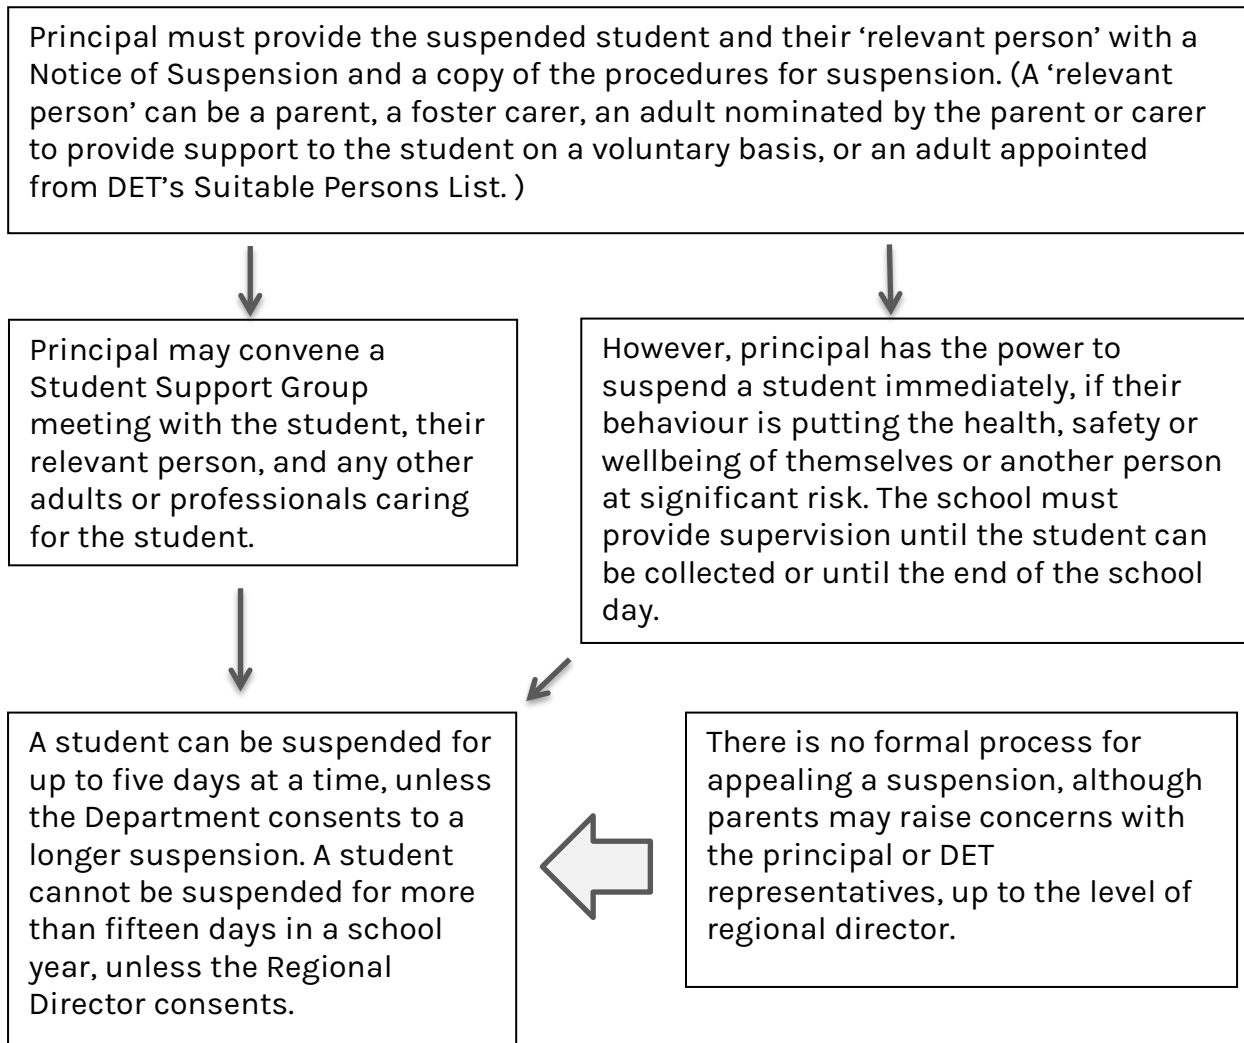 Principal must provide the suspended student and their ‘relevant person’ with a
Notice of Suspension and a copy of the procedures for suspension. (A ‘relevant
person’ can be a parent, a foster carer, an adult nominated by the parent or carer
to provide support to the student on a voluntary basis, or an adult appointed
from DET’s Suitable Persons List. )
Principal may convene a
Student Support Group
meeting with the student, their
relevant person, and any other
adults or professionals caring
for the student.
However, principal has the power to
suspend a student immediately, if their
behaviour is putting the health, safety or
wellbeing of themselves or another person
at significant risk. The school must
provide supervision until the student can
be collected or until the end of the school
day.
A student can be suspended for
up to five days at a time, unless
the Department consents to a
longer suspension. A student
cannot be suspended for more
than fifteen days in a school
year, unless the Regional
Director consents.
There is no formal process for
appealing a suspension, although
parents may raise concerns with
the principal or DET
representatives, up to the level of
regional director.